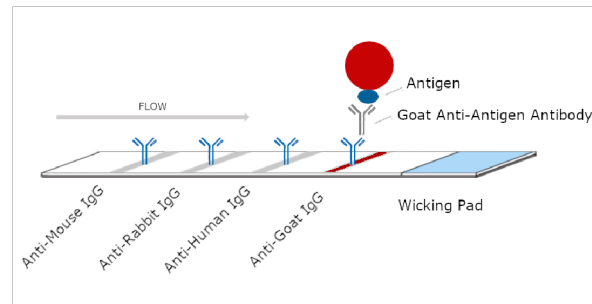 Antigen
FLOW
Goat Anti-Antigen Antibody
Anti-Mouse IgG
Anti-Rabbit IgG
Anti-Human IgG
Anti-Goat IgG
Wicking Pad